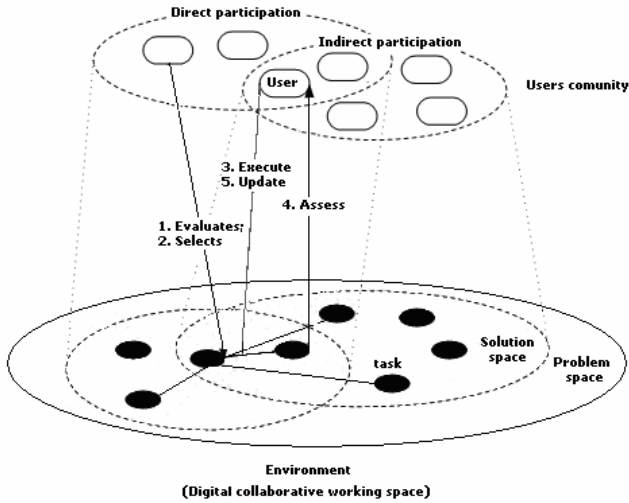 Direct participation
Indirect participation
User
Users comunity
3. Execute
5. Update
4. Assess
1. Evaluates;
2. Selects
Solution
space
Problem
space
task
Environment
(Digital collaborative working space)